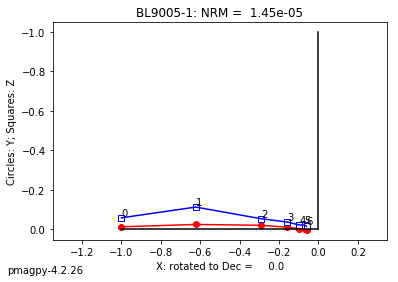 BL9005-1: NRM =  1.45e-05
Circles: Y; Squares: Z
−1.0
−0.8
−0.6
−0.4
−0.2
0.0
0
1
2
3
4
5
6
−1.2 −1.0 −0.8 −0.6 −0.4 −0.2 0.0 0.2
X: rotated to Dec =     0.0
pmagpy-4.2.26